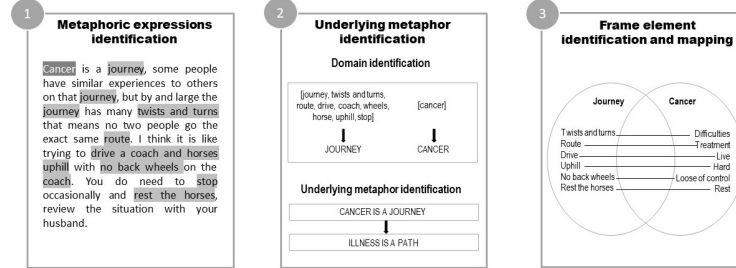 1
Metaphoric expressions
identification
Cancer is a journey, some people
have similar experiences to others
on that journey, but by and large the
journey has many twists and turns
that means no two people go the
exact same route. I think it is like
trying to drive a coach and horses
uphill with no back wheels on the
coach. You do need to stop
occasionally and rest the horses,
review the situation with your
husband.
2
Underlying metaphor
identification
Domain identification
[journey, twists and turns,
route, drive, coach, wheels,
horse, uphill, stop]
[cancer]
JOURNEY
CANCER
Underlying metaphor identification
CANCER IS A JOURNEY
ILLNESS IS A PATH
3
Frame element
identification and mapping
Journey Cancer
Twists and turns Difficulties
Route Treatment
Drive Live
Uphill Hard
No back wheels Loose of control
Rest the horses Rest